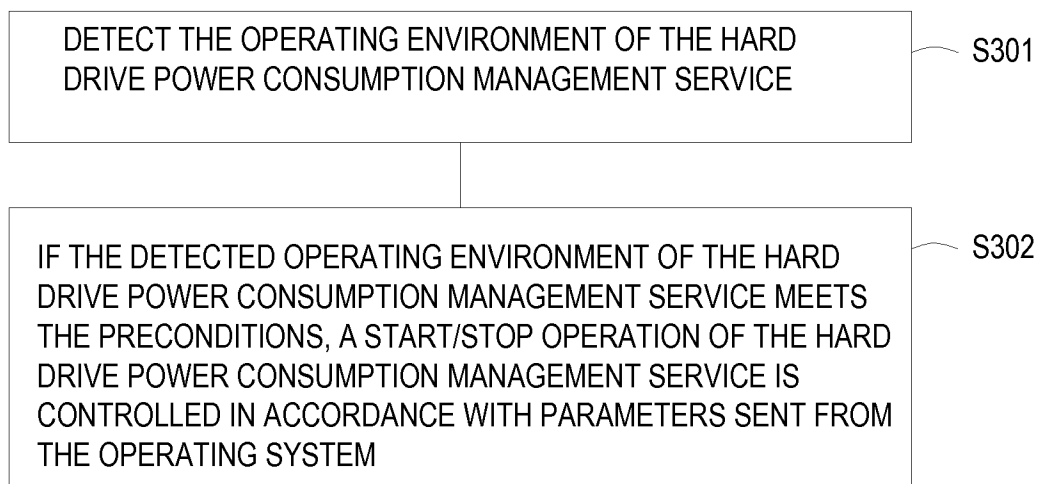 DETECT THE OPERATING ENVIRONMENT OF THE HARD
DRIVE POWER CONSUMPTION MANAGEMENT SERVICE
S301
IF THE DETECTED OPERATING ENVIRONMENT OF THE HARD
DRIVE POWER CONSUMPTION MANAGEMENT SERVICE MEETS
THE PRECONDITIONS, A START/STOP OPERATION OF THE HARD
DRIVE POWER CONSUMPTION MANAGEMENT SERVICE IS
CONTROLLED IN ACCORDANCE WITH PARAMETERS SENT FROM
THE OPERATING SYSTEM
S302